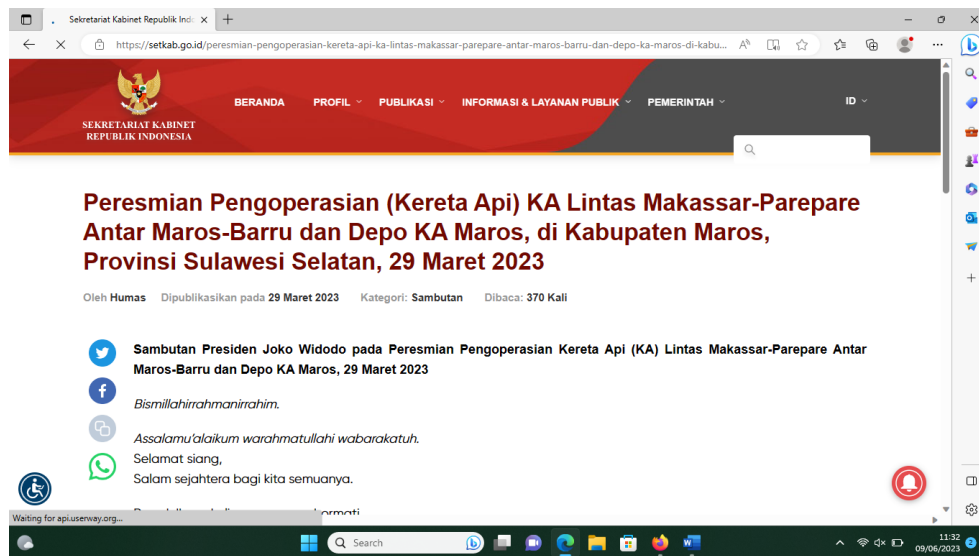 Sekretariat Kabinet Republik Indo
https://setkab.go.id/peresmian-pengoperasian-kereta-api-ka-lintas-makassar-parepare-antar-maros-barru-dan-depo-ka-maros-di-kabu...
SEKRETARIAT KABINET
REPUBLIK INDONESIA
BERANDA PROFIL PUBLIKASI INFORMASI & LAYANAN PUBLIK PEMERINTAH ID
Peresmian Pengoperasian (Kereta Api) KA Lintas Makassar-Parepare
Antar Maros-Barru dan Depo KA Maros, di Kabupaten Maros,
Provinsi Sulawesi Selatan, 29 Maret 2023
Oleh Humas Dipublikasikan pada 29 Maret 2023 Kategori: Sambutan Dibaca: 370 Kali
Sambutan Presiden Joko Widodo pada Peresmian Pengoperasian Kereta Api (KA) Lintas Makassar-Parepare Antar
Maros-Barru dan Depo KA Maros, 29 Maret 2023
Bismillahirrahmanirrahim.
Assalamu'alaikum warahmatullahi wabarakatuh.
Selamat siang,
Salam sejahtera bagi kita semuanya.
Waiting for api.userway.org...
Search
11:32
09/06/2023